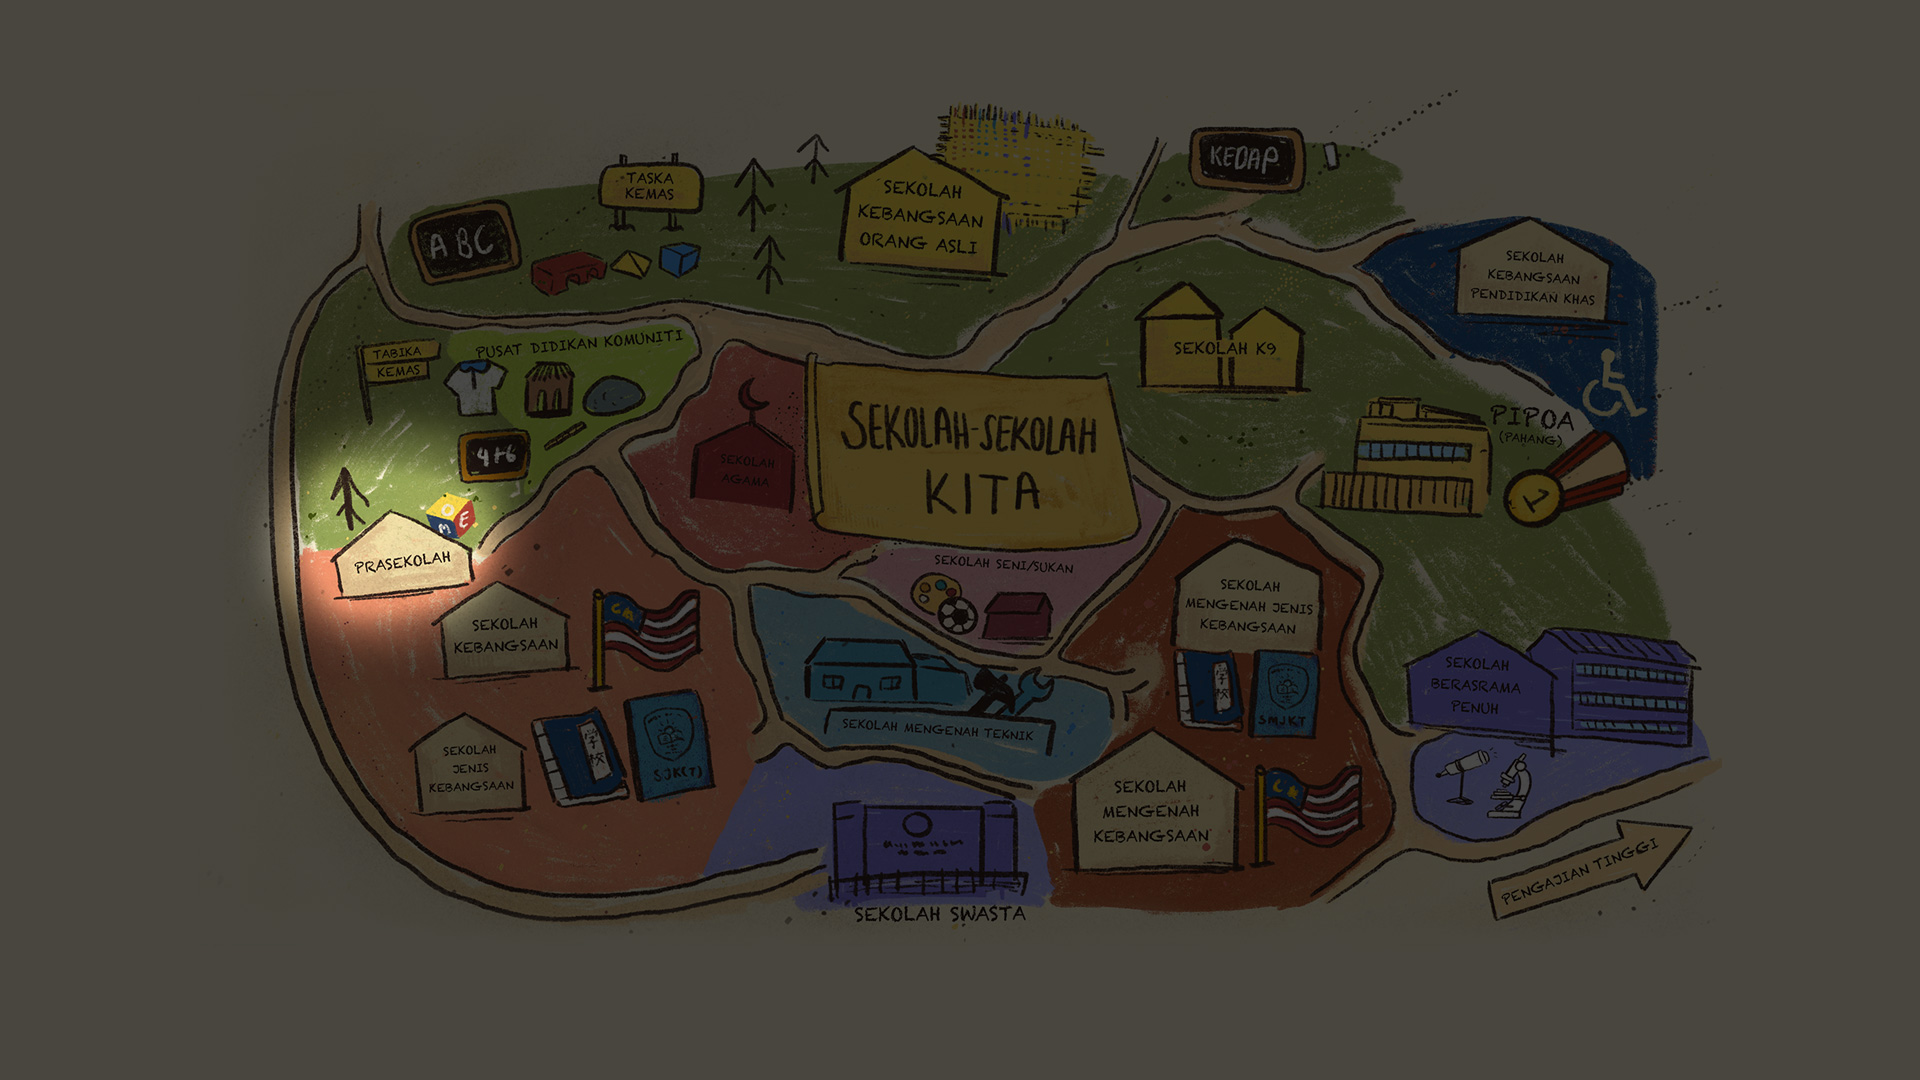 KEDAP
TASKA
KEMAS
SEKOLAH
KEBANGSAAN
ORANG ASLI
ABC
SEKOLAH
KEBANGSAAN
PENDIDIKAN KHAS
PUSAT DIDIKAN KOMUNITI
TABIKA
KEMAS
SEKOLAH K9
SEKOLAH-SEKOLAH
KITA
PIPOA
(PAHANG)
SEKOLAH
AGAMA
4+6
1
O
M E
PRASEKOLAH
SEKOLAH SENI/SUKAN
SEKOLAH
MENGENAH JENIS
KEBANGSAAN
SEKOLAH
KEBANGSAAN
SEKOLAH
BERASRAMA
PENUH
学
校
SMJKT
SEKOLAH MENGENAH TEKNIK
SEKOLAH
JENIS
KEBANGSAAN
学
校
SJK(T)
SEKOLAH
MENGENAH
KEBANGSAAN
PENGAJIAN TINGGI
SEKOLAH SWASTA